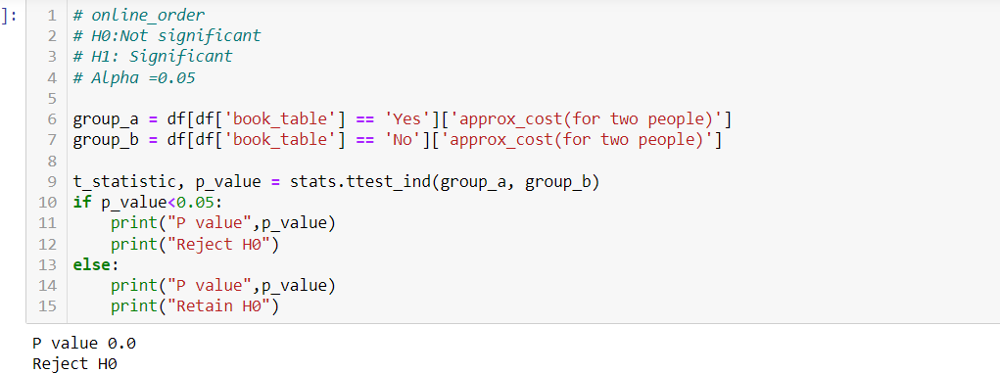 ]:
1 # online_order
2 # H0:Not significant
3 # H1: Significant
4 # Alpha =0.05
5
6 group_a = df[df['book_table'] == 'Yes']['approx_cost(for two people)']
7 group_b = df[df['book_table'] == 'No']['approx_cost(for two people)']
8
9 t_statistic, p_value = stats.ttest_ind(group_a, group_b)
10 if p_value<0.05:
11     print("P value",p_value)
12     print("Reject H0")
13 else:
14     print("P value",p_value)
15     print("Retain H0")
P value 0.0
Reject H0